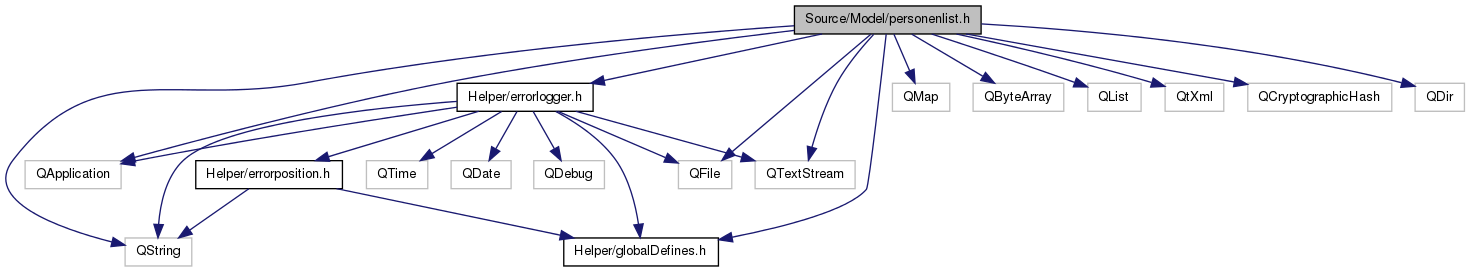 Source/Model/personenlist.h
Helper/errorlogger.h
QMap
QByteArray
QList
QtXml
QCryptographicHash
QDir
QApplication
Helper/errorposition.h
QTime
QDate
QDebug
QFile
QTextStream
QString
Helper/globalDefines.h